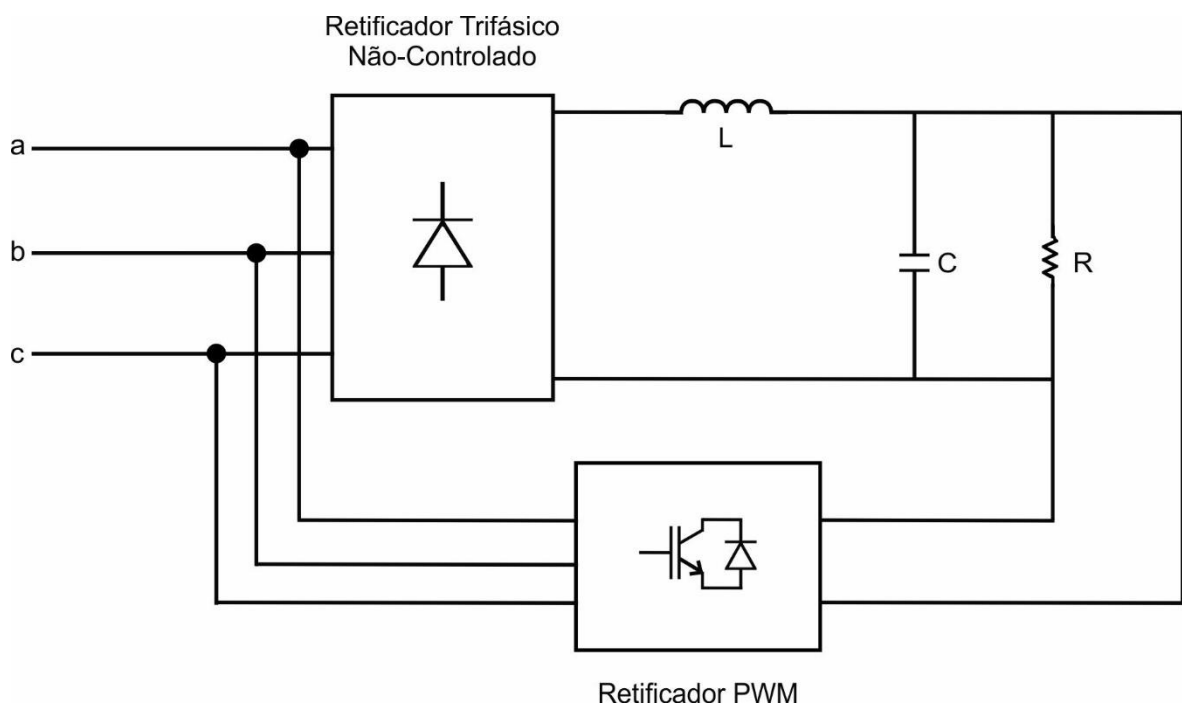 Retificador Trifásico
Não-Controlado
a
L
b
C
R
c
Retificador PWM